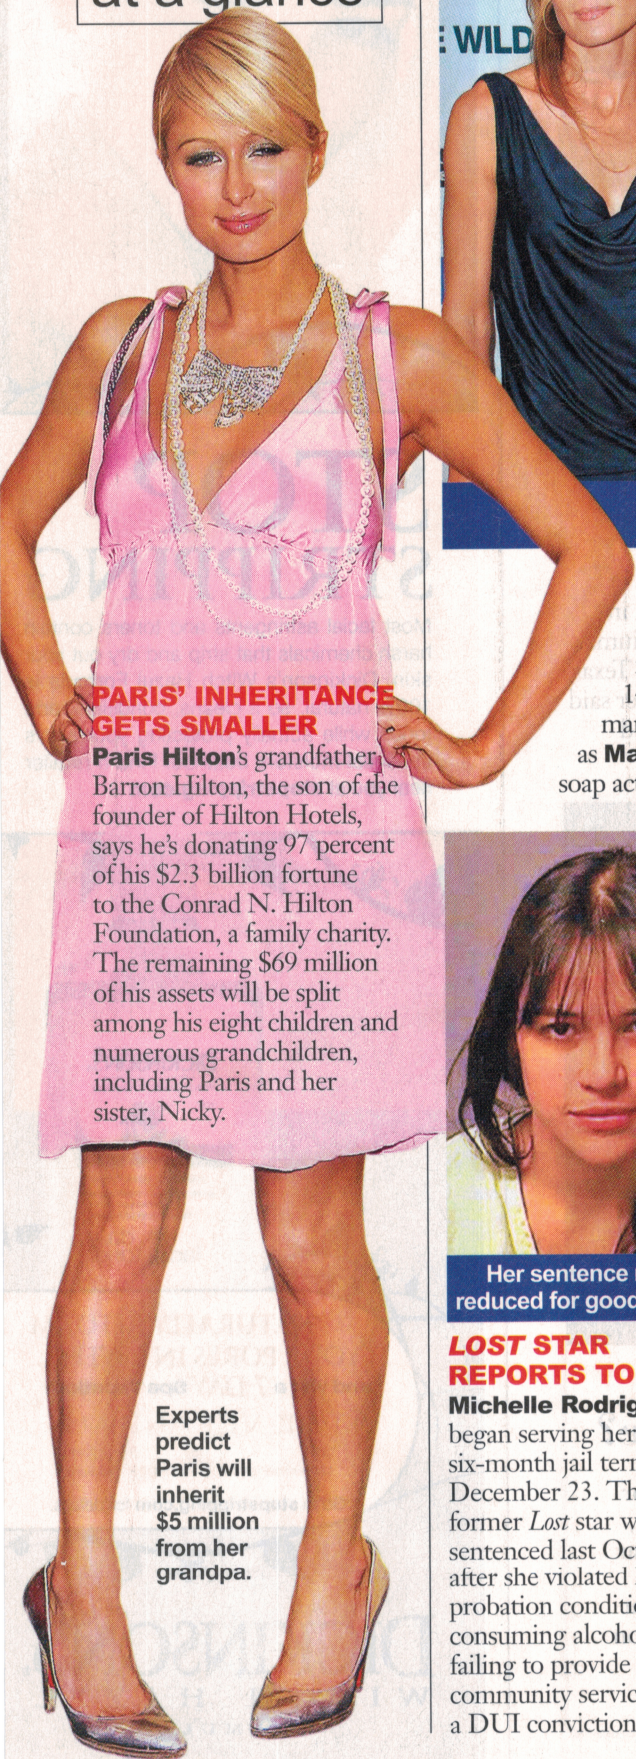 at a glance
E WILD
PARIS' INHERITANCE
GETS SMALLER
Paris Hilton's grandfather
Barron Hilton, the son of the
founder of Hilton Hotels,
says he's donating 97 percent
of his $2.3 billion fortune
to the Conrad N. Hilton
Foundation, a family charity.
The remaining $69 million
of his assets will be split
among his eight children and
numerous grandchildren,
including Paris and her
sister, Nicky.
Experts
predict
Paris will
inherit
$5 million
from her
grandpa.
1
mar
as Ma
soap act
Her sentence
reduced for good
LOST STAR
REPORTS TO
Michelle Rodrig
began serving her
six-month jail term
December 23. Th
former Lost star w
sentenced last Oct
after she violated
probation conditio
consuming alcoho
failing to provide
community servic
a DUI conviction